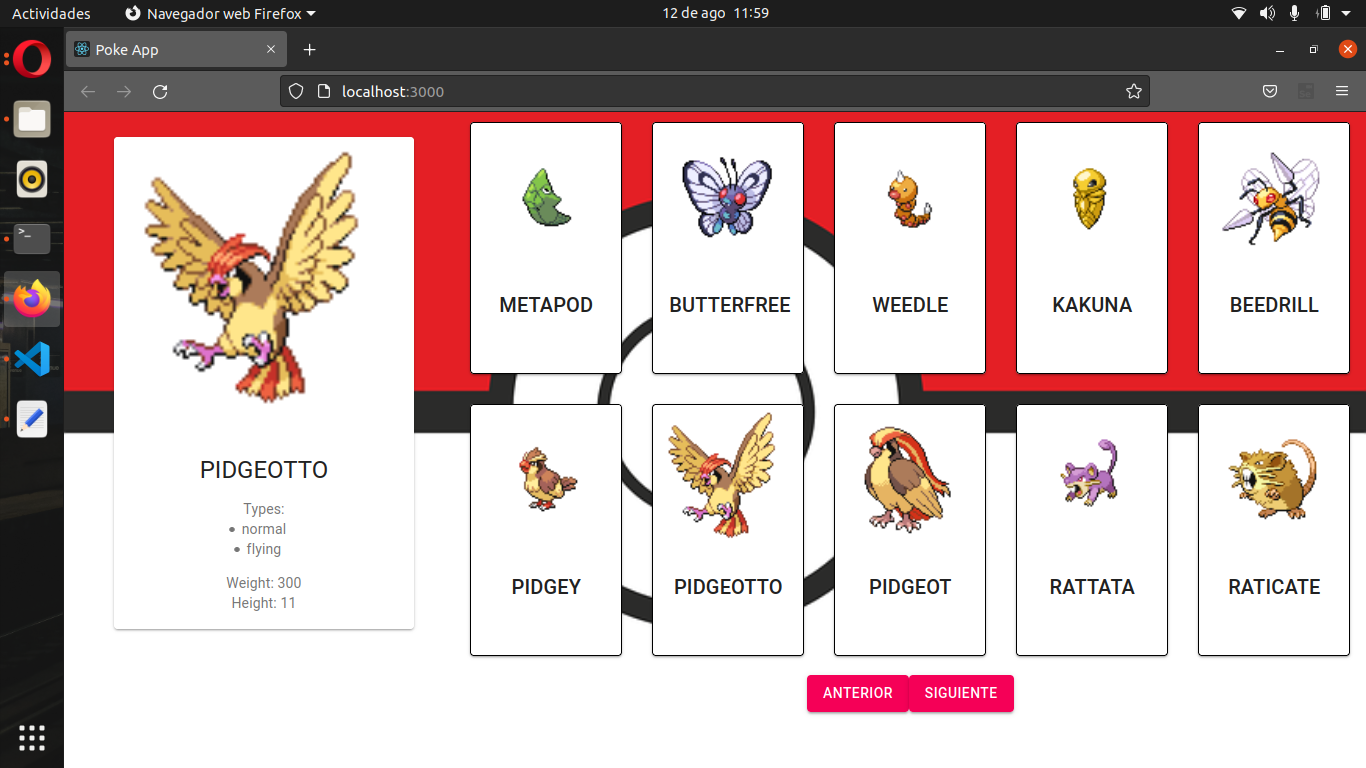 Actividades
Navegador web Firefox
12 de ago 11:59
Poke App
localhost:3000
>_
METAPOD
BUTTERFREE
WEEDLE
KAKUNA
BEEDRILL
PIDGEOTTO
Types:
• normal
• flying
Weight: 300
Height: 11
PIDGEY
PIDGEOTTO
PIDGEOT
RATTATA
RATICATE
ANTERIOR
SIGUIENTE